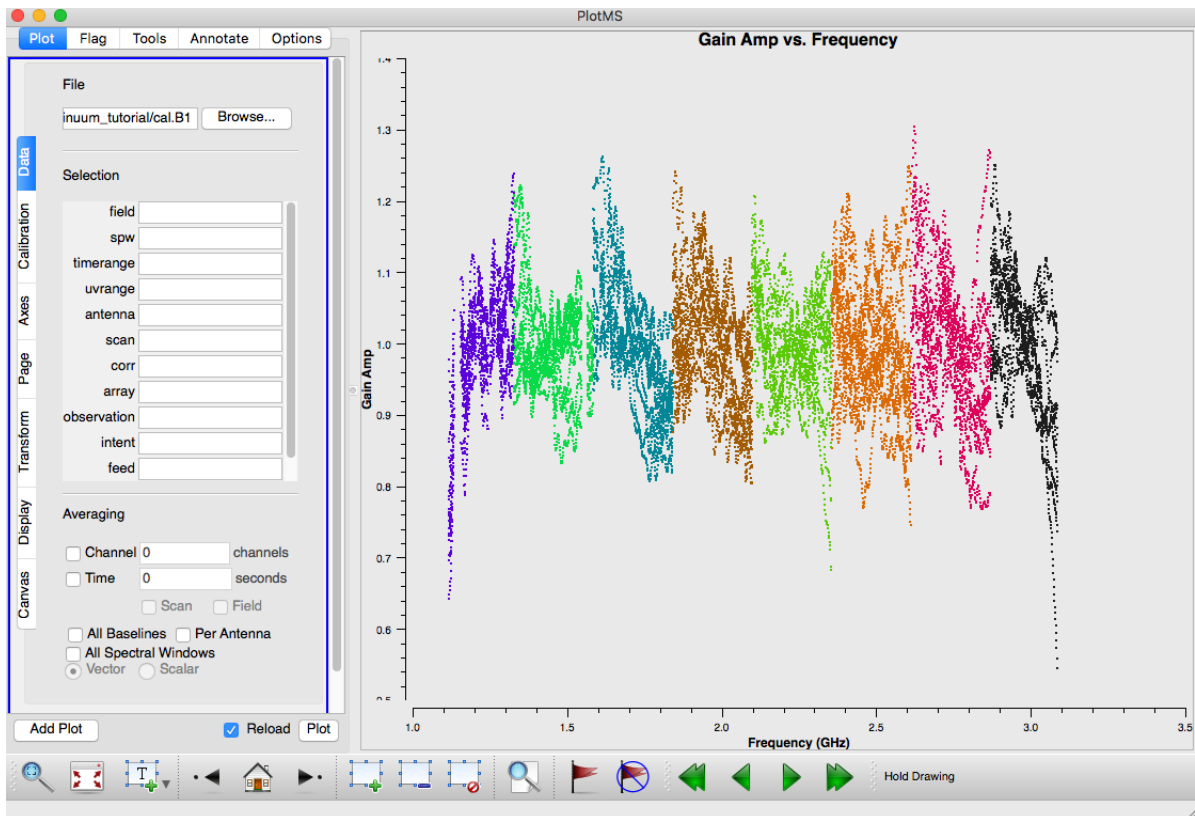 PlotMS
Plot Flag Tools Annotate Options
File
inuum_tutorial/cal.B1 Browse...
Selection
field
spw
timerange
uvrange
antenna
scan
corr
array
observation
intent
feed
Averaging
Channel 0 channels
Time 0 seconds
Scan Field
All Baselines Per Antenna
All Spectral Windows
Vector Scalar
Data
Calibration
Axes
Page
Transform
Display
Canvas
Add Plot Reload Plot
Gain Amp vs. Frequency
1.4
1.3
1.2
1.1
1.0
0.9
0.8
0.7
0.6
0.5
Gain Amp
1.0 1.5 2.0 2.5 3.0 3.5
Frequency (GHz)
T
Hold Drawing